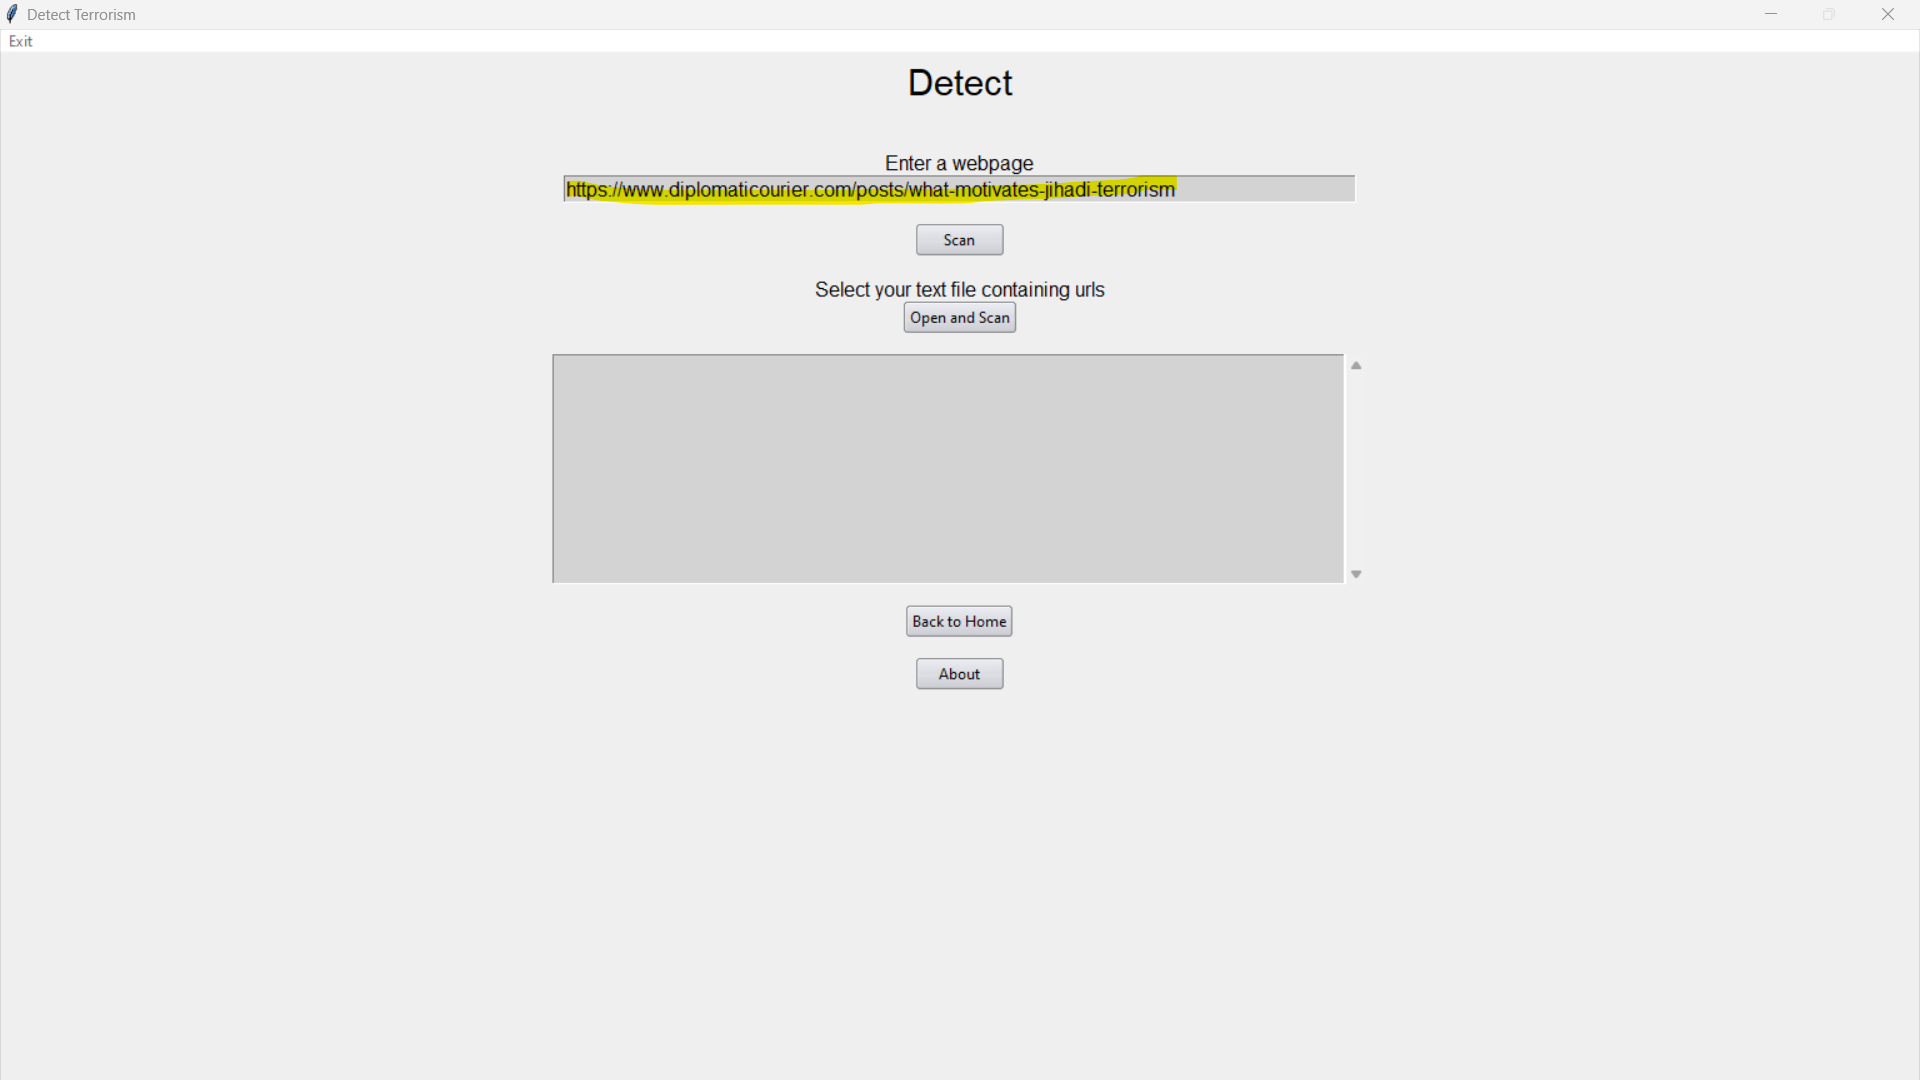 Detect Terrorism
Exit
Detect
Enter a webpage
https://www.diplomaticourier.com/posts/what-motivates-jihadi-terrorism
Scan
Select your text file containing urls
Open and Scan
Back to Home
About